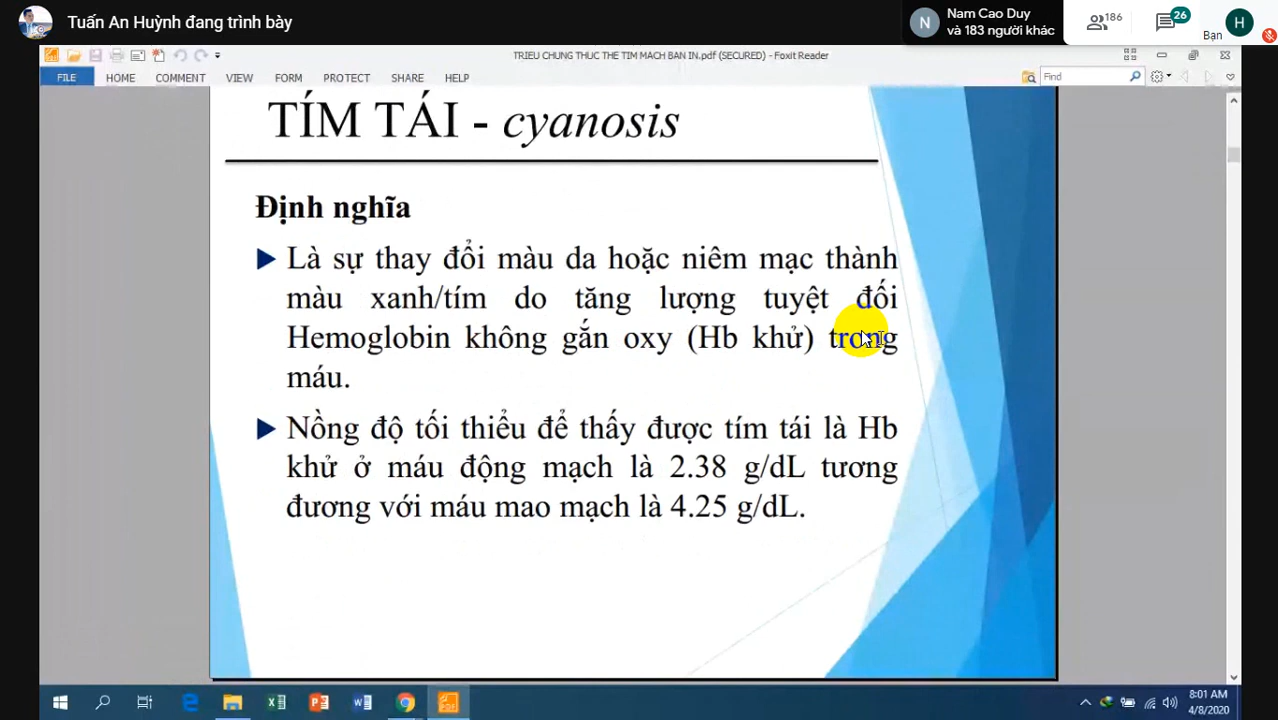 Tuấn An Huỳnh đang trình bày
N
Nam Cao Duy
và 183 người khác
186
26
H
Bạn
TRIEU CHUNG THUC THE TIM MACH BAN IN.pdf (SECURED) - Foxit Reader
FILE HOME COMMENT VIEW FORM PROTECT SHARE HELP
Find
TÍM TÁI - cyanosis
Định nghĩa
Là sự thay đổi màu da hoặc niêm mạc thành
màu xanh/tím do tăng lượng tuyệt đối
Hemoglobin không gắn oxy (Hb khử) trong
máu.
Nồng độ tối thiểu để thấy được tím tái là Hb
khử ở máu động mạch là 2.38 g/dL tương
đương với máu mao mạch là 4.25 g/dL.
8:01 AM
4/8/2020